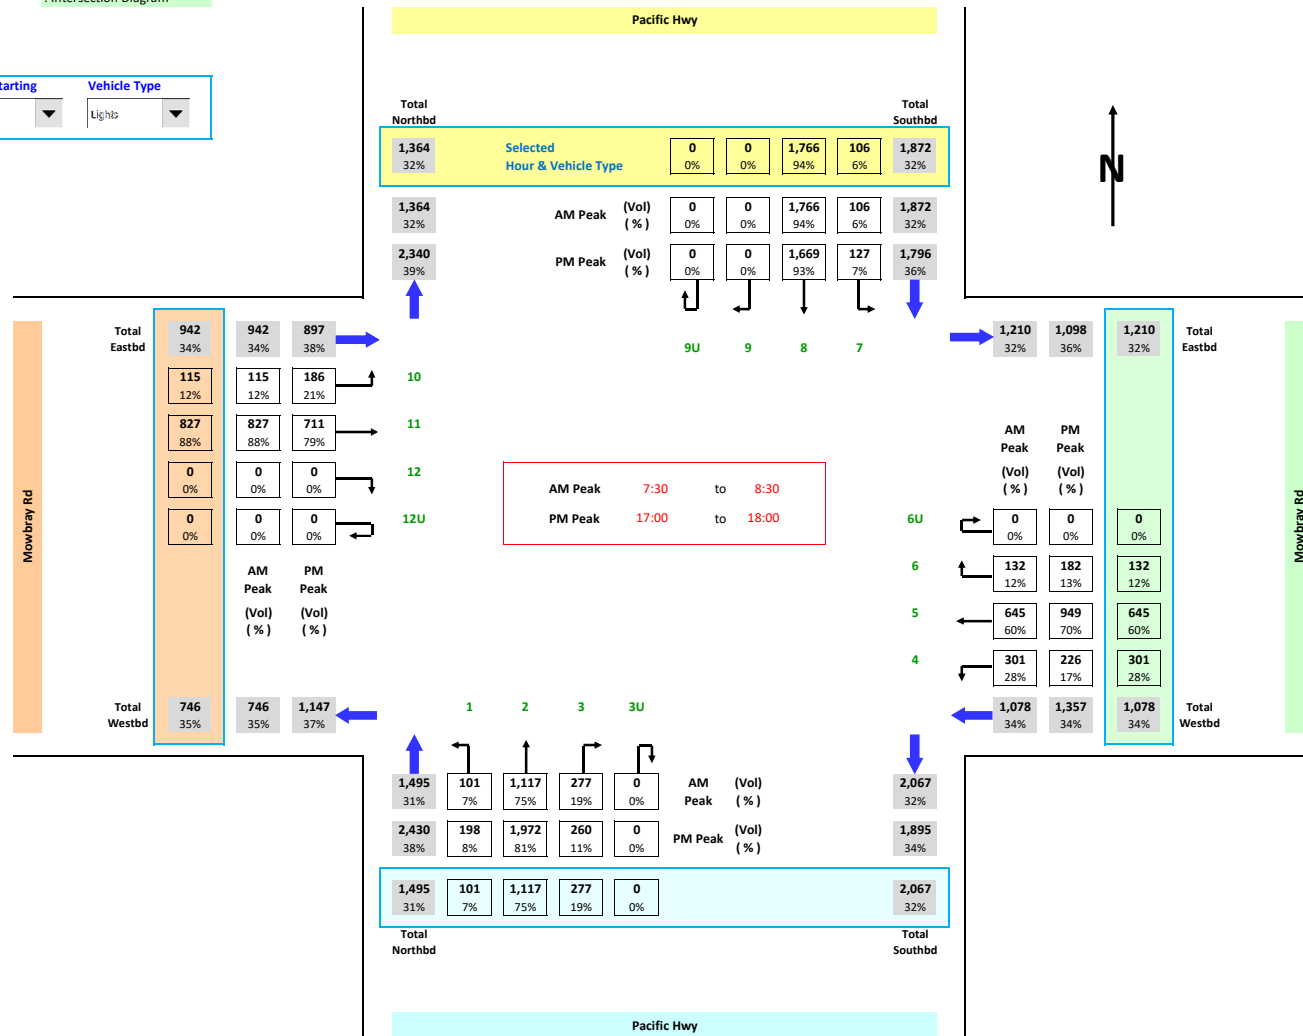 : Intersection Diagram
Pacific Hwy
tarting Vehicle Type
Lights
Total Northbd
Total Southbd
1,364 Selected 0 0 1,766 106 1,872
32% Hour & Vehicle Type 0% 0% 94% 6% 32%
N
1,364 AM Peak (Vol) 0 0 1,766 106 1,872
32% ( % ) 0% 0% 94% 6% 32%
2,340 PM Peak (Vol) 0 0 1,669 127 1,796
39% ( % ) 0% 0% 93% 7% 36%
Total Eastbd 942 942 897
34% 34% 38%
9U 9 8 7
1,210 1,098 1,210 Total Eastbd
32% 36% 32%
115 115 186 10
12% 12% 21%
827 827 711 11
88% 88% 79%
AM Peak PM Peak
(Vol) (Vol)
( % ) ( % )
0 0 0 12
0% 0% 0%
AM Peak 7:30 to 8:30
PM Peak 17:00 to 18:00
Mowbray Rd
Mowbray Rd
0 0 0 12U
0% 0% 0%
6U 0 0 0
0% 0% 0%
6 132 182 132
12% 13% 12%
AM Peak PM Peak
(Vol) (Vol)
( % ) ( % )
5 645 949 645
60% 70% 60%
4 301 226 301
28% 17% 28%
Total Westbd 746 746 1,147
35% 35% 37%
1 2 3 3U
1,078 1,357 1,078 Total Westbd
34% 34% 34%
1,495 101 1,117 277 0 AM Peak (Vol) 2,067
31% 7% 75% 19% 0% ( % ) 32%
2,430 198 1,972 260 0 PM Peak (Vol) 1,895
38% 8% 81% 11% 0% ( % ) 34%
1,495 101 1,117 277 0 2,067
31% 7% 75% 19% 0% 32%
Total Northbd
Total Southbd
Pacific Hwy